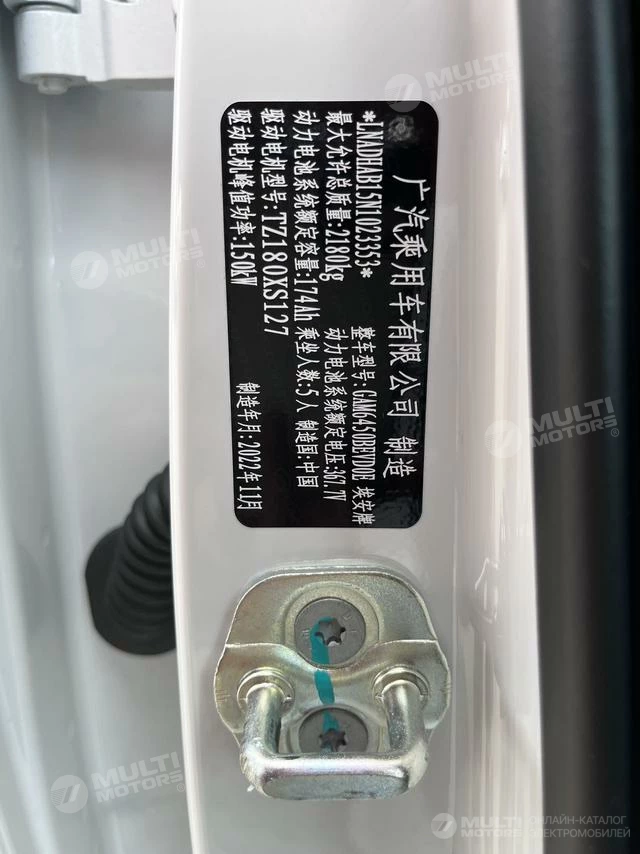 广汽乘用车有限公司 制造
*LNADHAB15N1023353* 整车型号:GAM6450BEVD0E 埃安牌
最大允许总质量:2180kg 动力电池系统额定电压:367.7V
动力电池系统额定容量:174Ah 乘坐人数:5人 制造国:中国
驱动电机型号:TZ180XS127
驱动电机峰值功率:150kW 制造年月:2022年11月
MULTI
MOTORS
MULTI
MOTORS
MULTI
MOTORS
MULTI
MOTORS
MULTI
MOTORS
ОНЛАЙН-КАТАЛОГ
ЭЛЕКТРОМОБИЛЕЙ